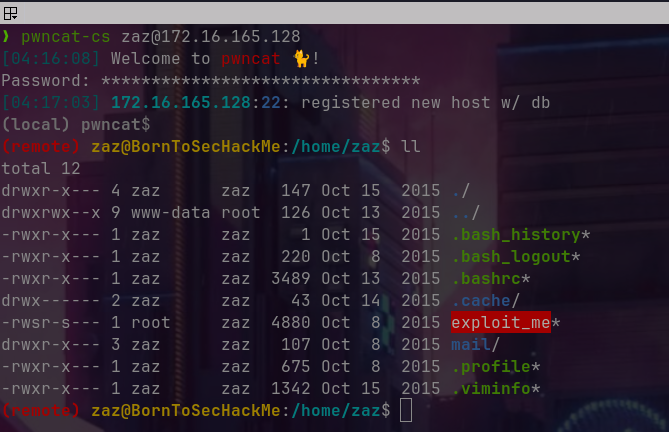 ❯ pwncat-cs zaz@172.16.165.128
[04:16:08] Welcome to pwncat 🐈!
Password: ********************************
[04:17:03] 172.16.165.128:22: registered new host w/ db
(local) pwncat$
(remote) zaz@BornToSecHackMe:/home/zaz$ ll
total 12
drwxr-x--- 4 zaz      zaz   147 Oct 15  2015 ./
drwxrwx--x 9 www-data root  126 Oct 13  2015 ../
-rwxr-x--- 1 zaz      zaz     1 Oct 15  2015 .bash_history*
-rwxr-x--- 1 zaz      zaz   220 Oct  8  2015 .bash_logout*
-rwxr-x--- 1 zaz      zaz  3489 Oct 13  2015 .bashrc*
drwx------ 2 zaz      zaz    43 Oct 14  2015 .cache/
-rwsr-s--- 1 root     zaz  4880 Oct  8  2015 exploit_me*
drwxr-x--- 3 zaz      zaz   107 Oct  8  2015 mail/
-rwxr-x--- 1 zaz      zaz   675 Oct  8  2015 .profile*
-rwxr-x--- 1 zaz      zaz  1342 Oct 15  2015 .viminfo*
(remote) zaz@BornToSecHackMe:/home/zaz$